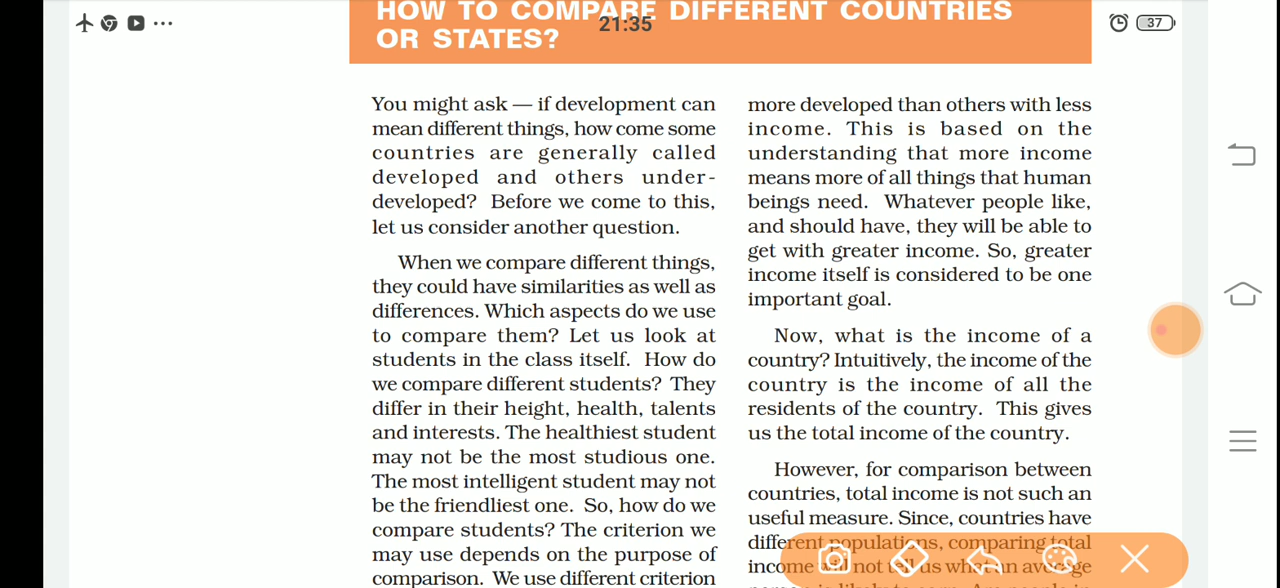 HOW TO COMPARE DIFFERENT COUNTRIES
OR STATES?
21:35
37
You might ask — if development can
mean different things, how come some
countries are generally called
developed and others under-
developed? Before we come to this,
let us consider another question.
When we compare different things,
they could have similarities as well as
differences. Which aspects do we use
to compare them? Let us look at
students in the class itself. How do
we compare different students? They
differ in their height, health, talents
and interests. The healthiest student
may not be the most studious one.
The most intelligent student may not
be the friendliest one. So, how do we
compare students? The criterion we
may use depends on the purpose of
comparison. We use different criterion
more developed than others with less
income. This is based on the
understanding that more income
means more of all things that human
beings need. Whatever people like,
and should have, they will be able to
get with greater income. So, greater
income itself is considered to be one
important goal.
Now, what is the income of a
country? Intuitively, the income of the
country is the income of all the
residents of the country. This gives
us the total income of the country.
However, for comparison between
countries, total income is not such an
useful measure. Since, countries have
different populations, comparing total
income will not tell us what an average